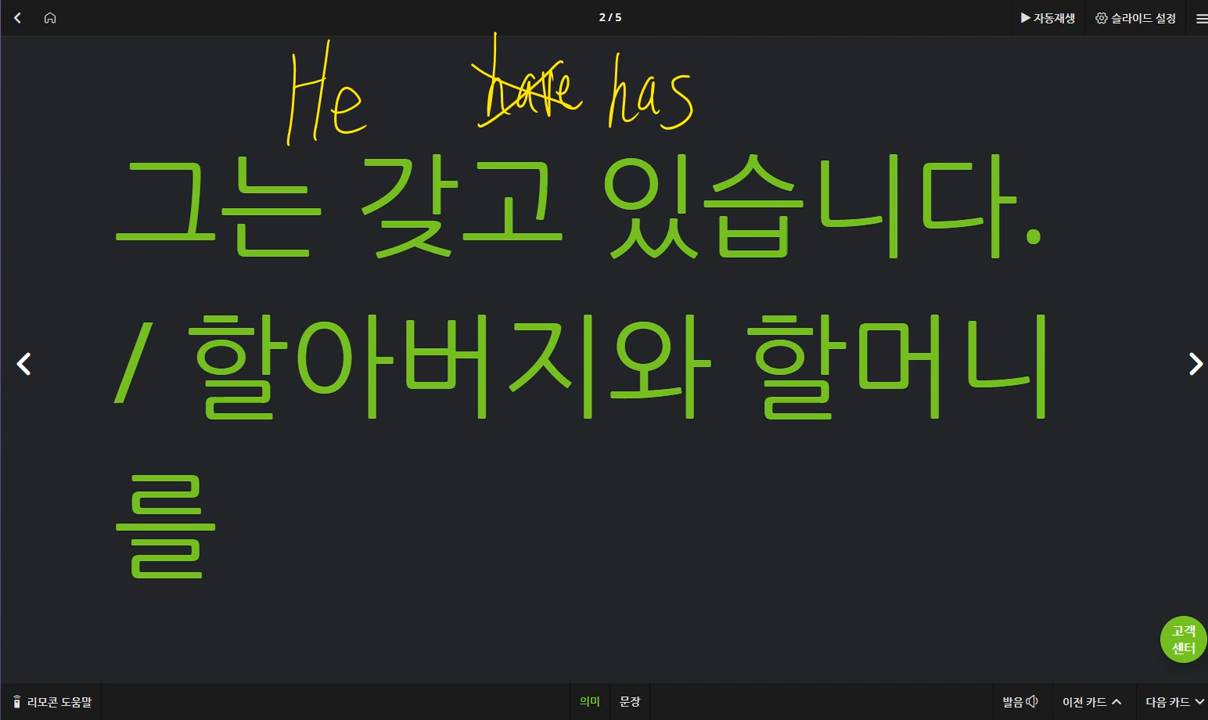 2 / 5
자동재생
슬라이드 설정
He have has
그는 갖고 있습니다.
/ 할아버지와 할머니
를
고객
센터
리모콘 도움말
의미
문장
발음
이전 카드
다음 카드